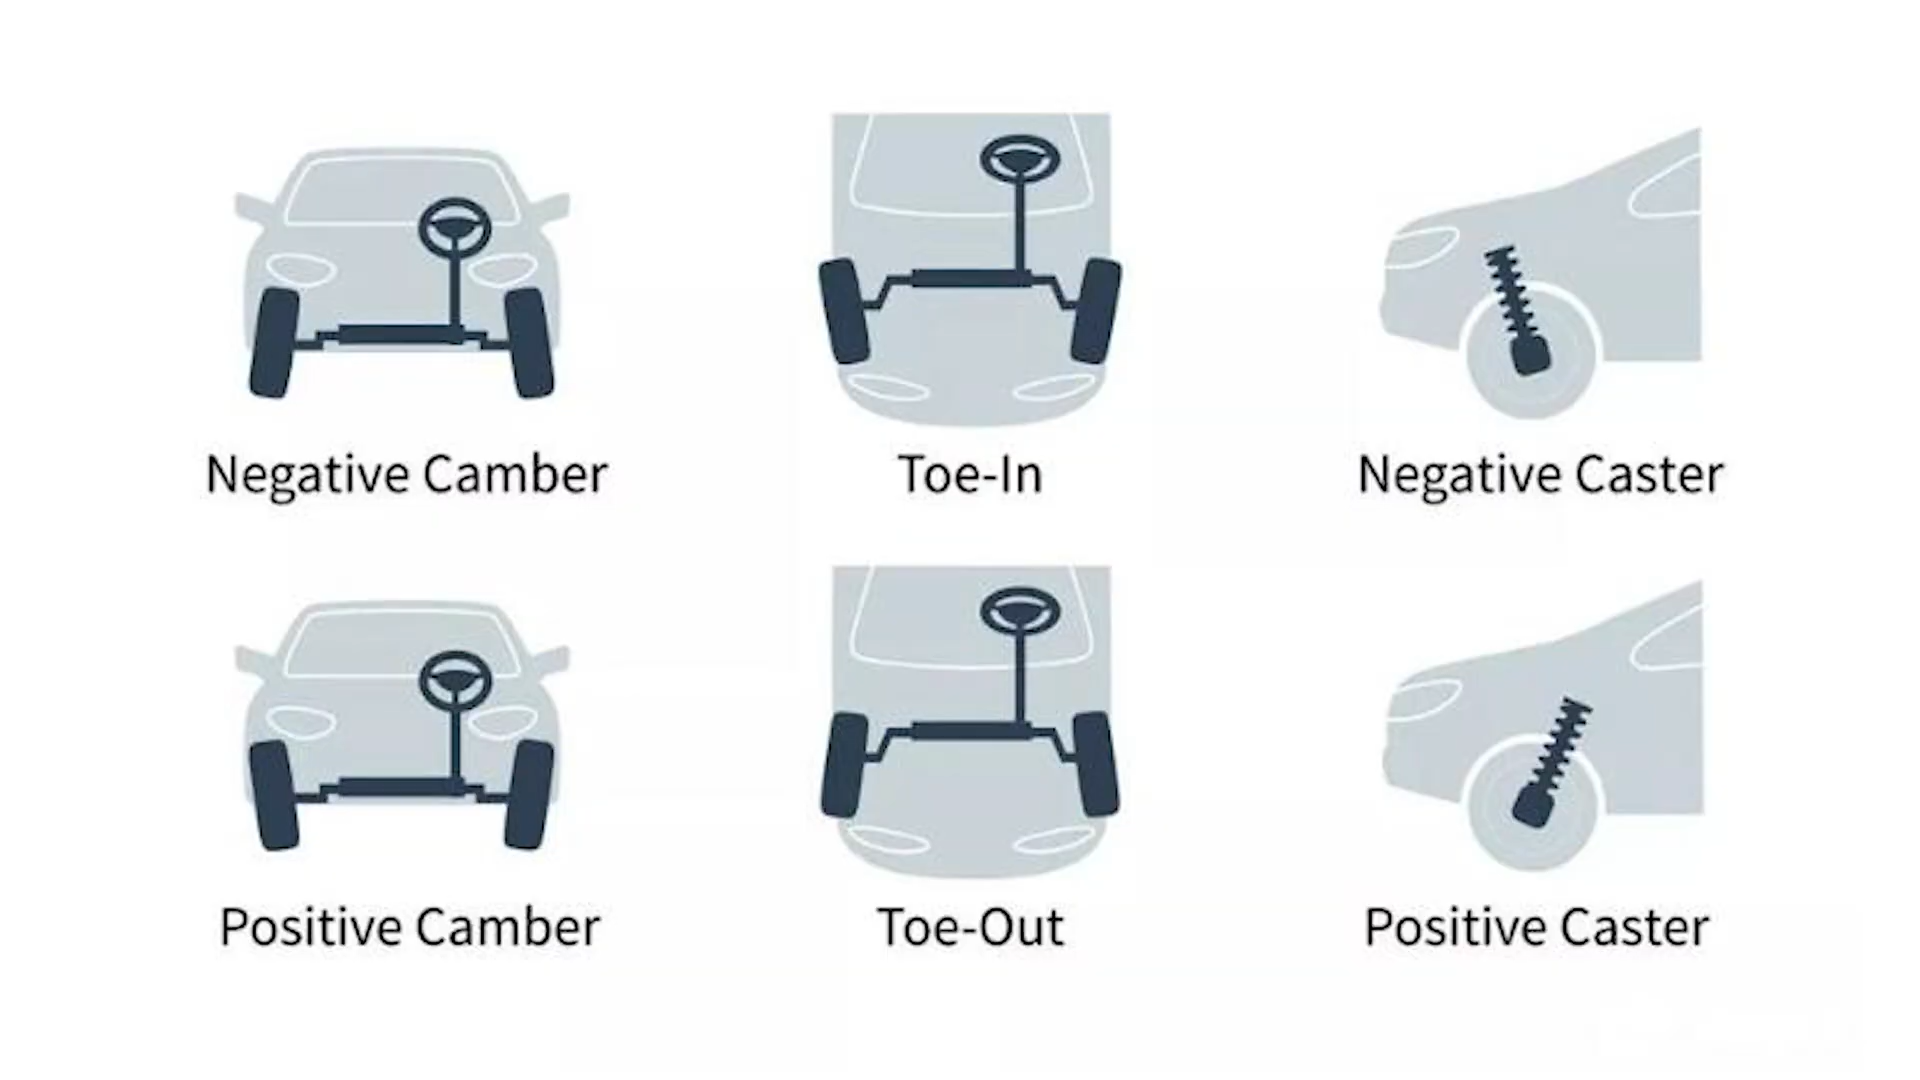 Negative Camber
Toe-In
Negative Caster
Positive Camber
Toe-Out
Positive Caster